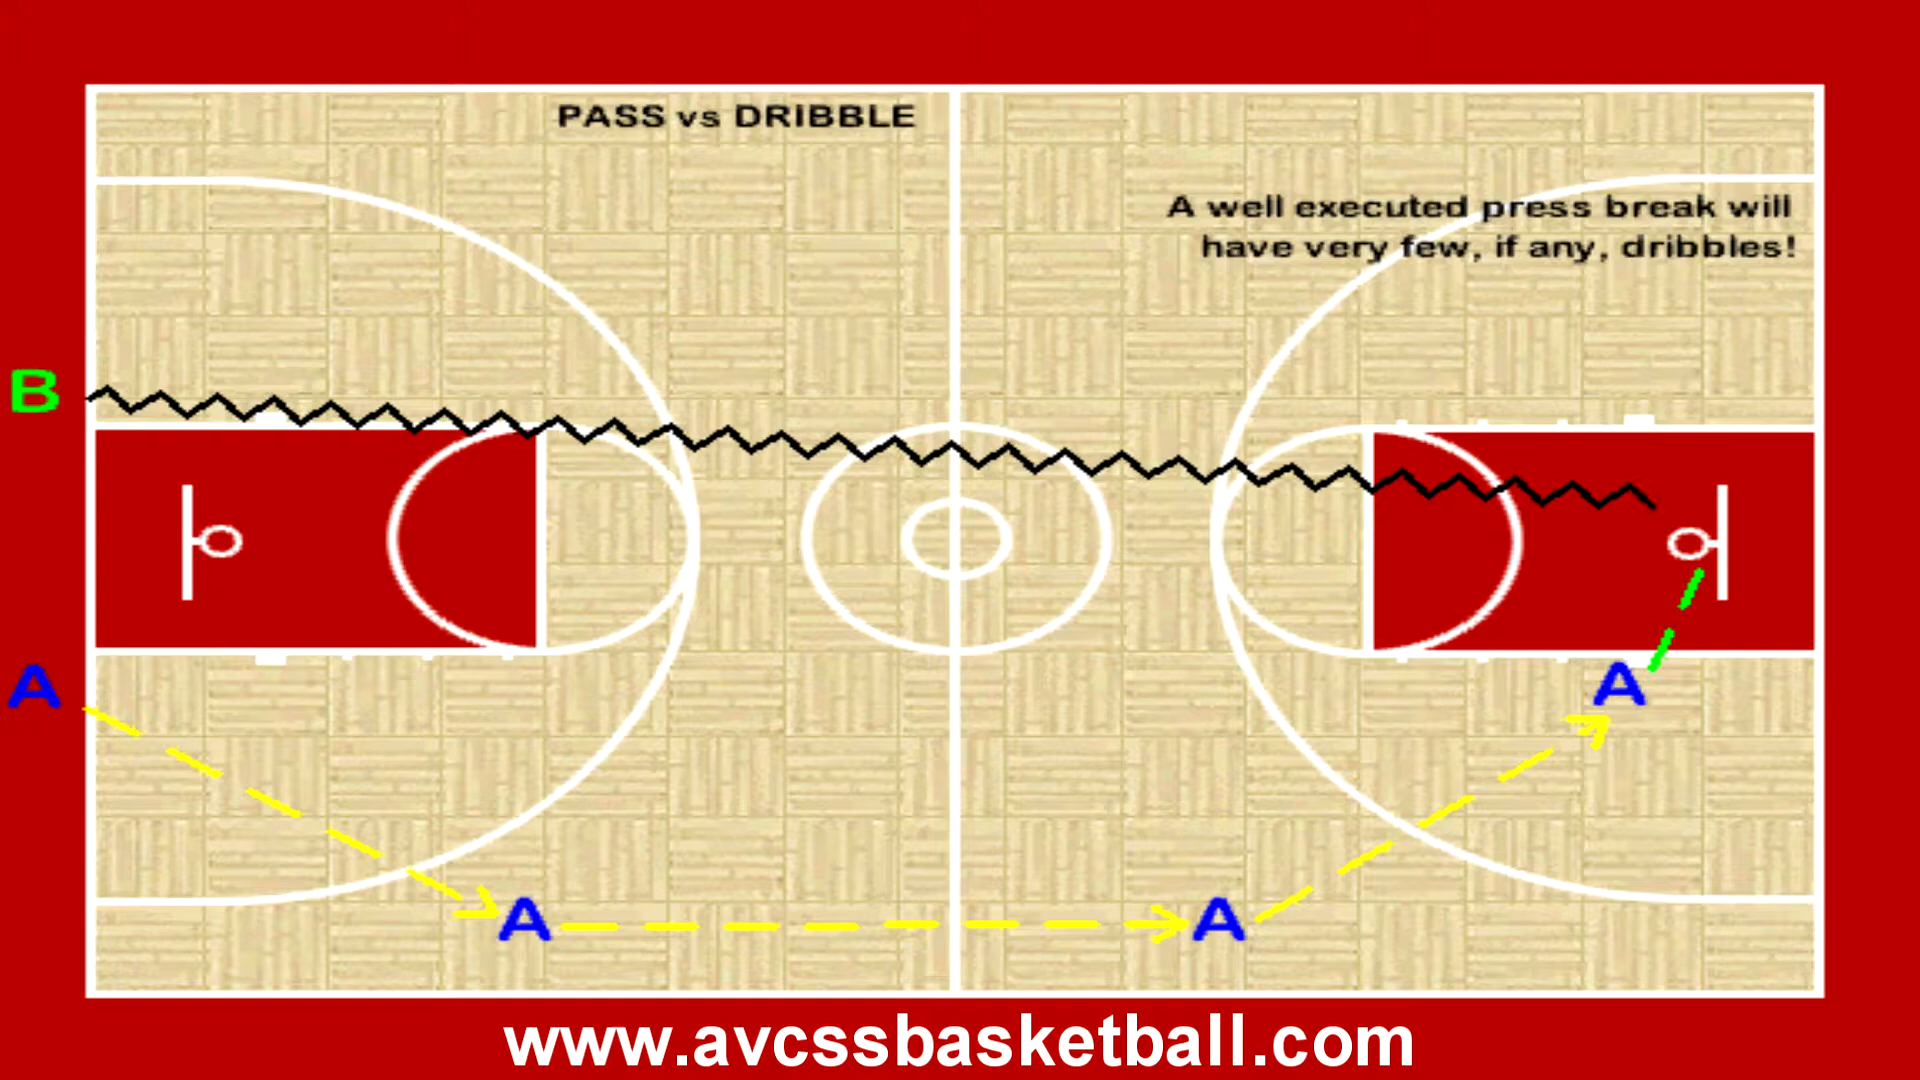 PASS vs DRIBBLE
A well executed press break will
have very few, if any, dribbles!
B
A
A
A
A
www.avcssbasketball.com